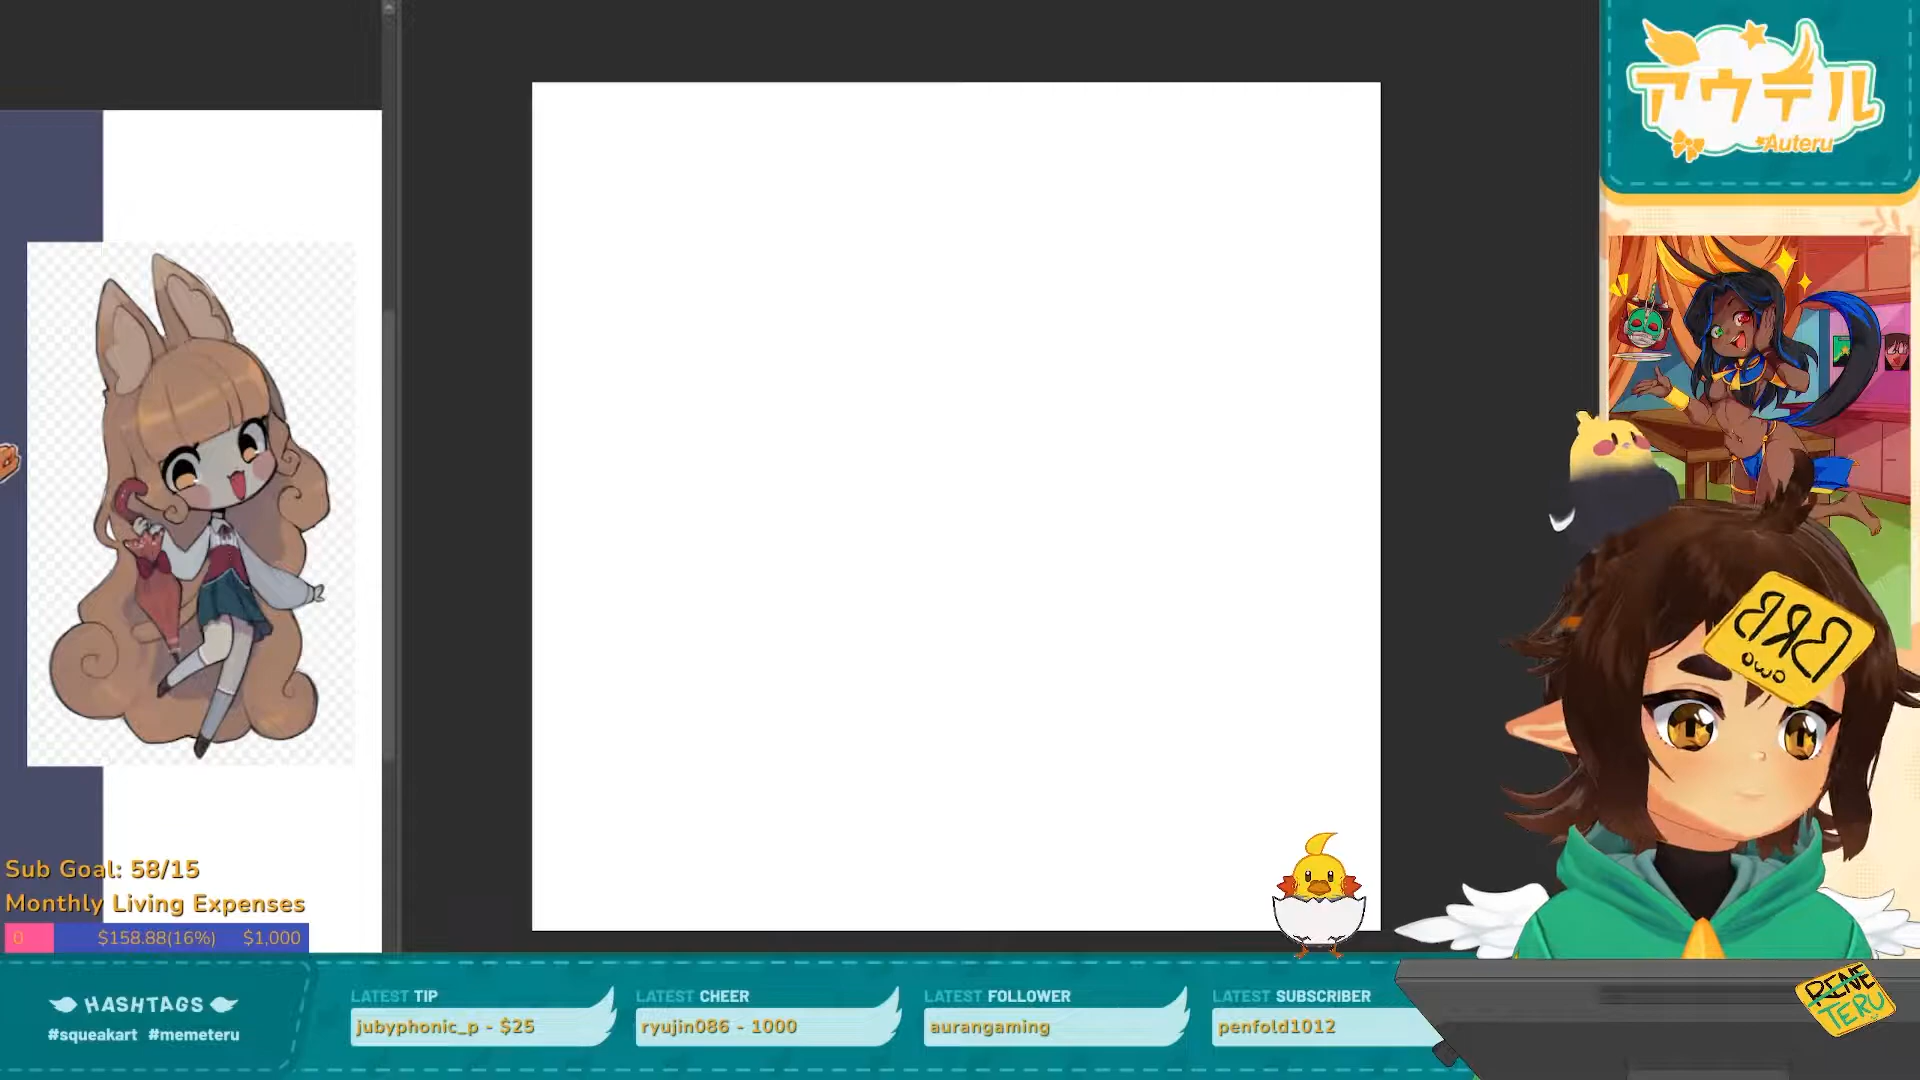 アウテル
Auteru
BRB
owo
Sub Goal: 58/15
Monthly Living Expenses
0 $158.88(16%) $1,000
HASHTAGS
#squeakart #memeteru
LATEST TIP
jubyphonic_p - $25
LATEST CHEER
ryujin086 - 1000
LATEST FOLLOWER
aurangaming
LATEST SUBSCRIBER
penfold1012
RENE
TERU